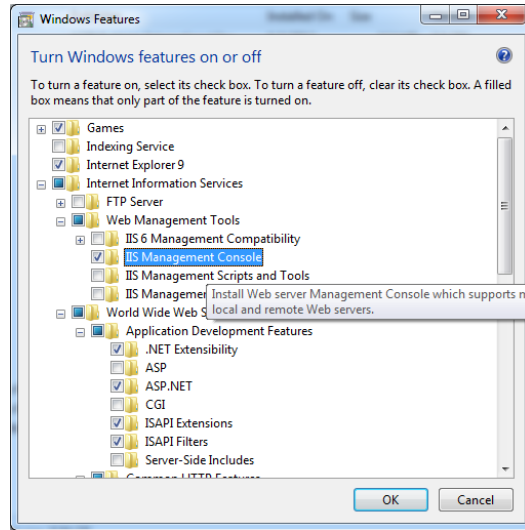 Windows Features
Turn Windows features on or off
To turn a feature on, select its check box. To turn a feature off, clear its check box. A filled
box means that only part of the feature is turned on.
Games
Indexing Service
Internet Explorer 9
Internet Information Services
FTP Server
Web Management Tools
IIS 6 Management Compatibility
IIS Management Console
IIS Management Scripts and Tools
IIS Managemen
Install Web server Management Console which supports
local and remote Web servers.
World Wide Web S
Application Development Features
.NET Extensibility
ASP
ASP.NET
CGI
ISAPI Extensions
ISAPI Filters
Server-Side Includes
Common HTTP Features
OK Cancel